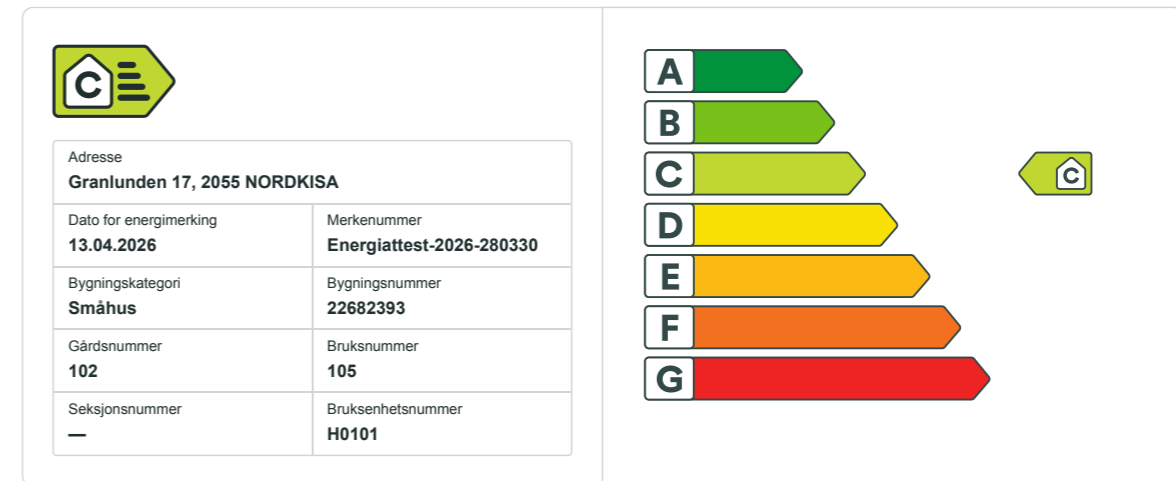 C
Adresse
Granlunden 17, 2055 NORDKISA
Dato for energimerking
13.04.2026
Merkenummer
Energiattest-2026-280330
Bygningskategori
Småhus
Bygningsnummer
22682393
Gårdsnummer
102
Bruksnummer
105
Seksjonsnummer
—
Bruksenhetsnummer
H0101
A
B
C
C
D
E
F
G